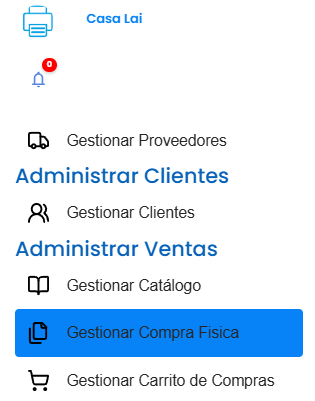 Casa Lai
0
Gestionar Proveedores
Administrar Clientes
Gestionar Clientes
Administrar Ventas
Gestionar Catálogo
Gestionar Compra Fisica
Gestionar Carrito de Compras